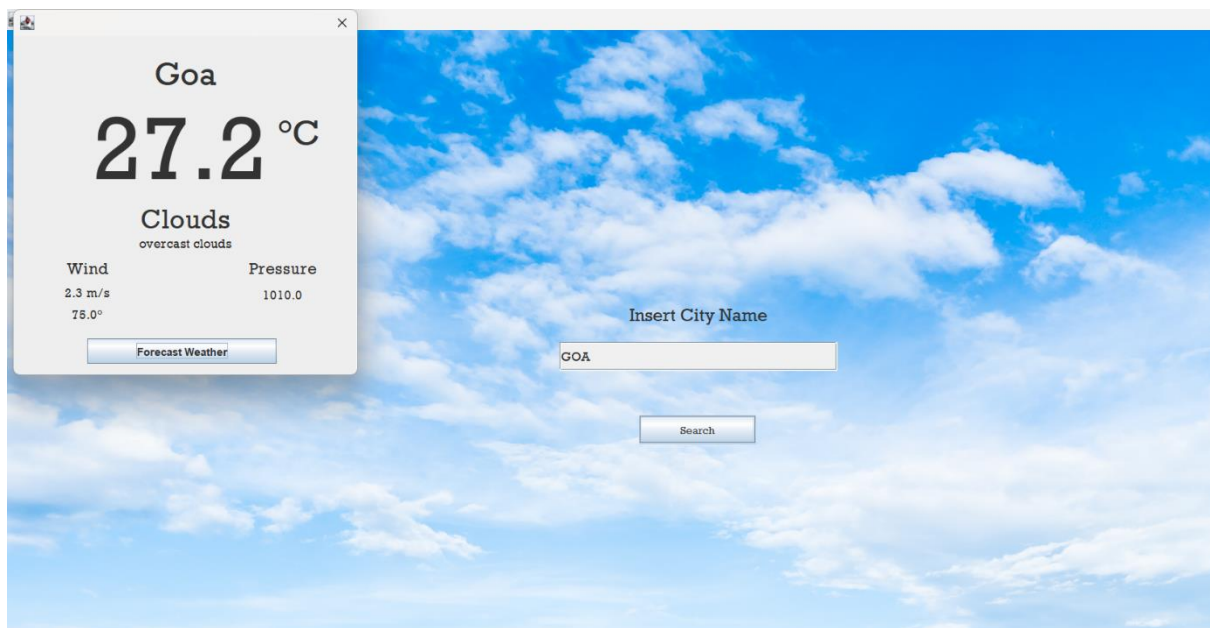 Goa
27.2 °C
Clouds
overcast clouds
Wind Pressure
2.3 m/s 1010.0
75.0°
Forecast Weather
Insert City Name
GOA
Search